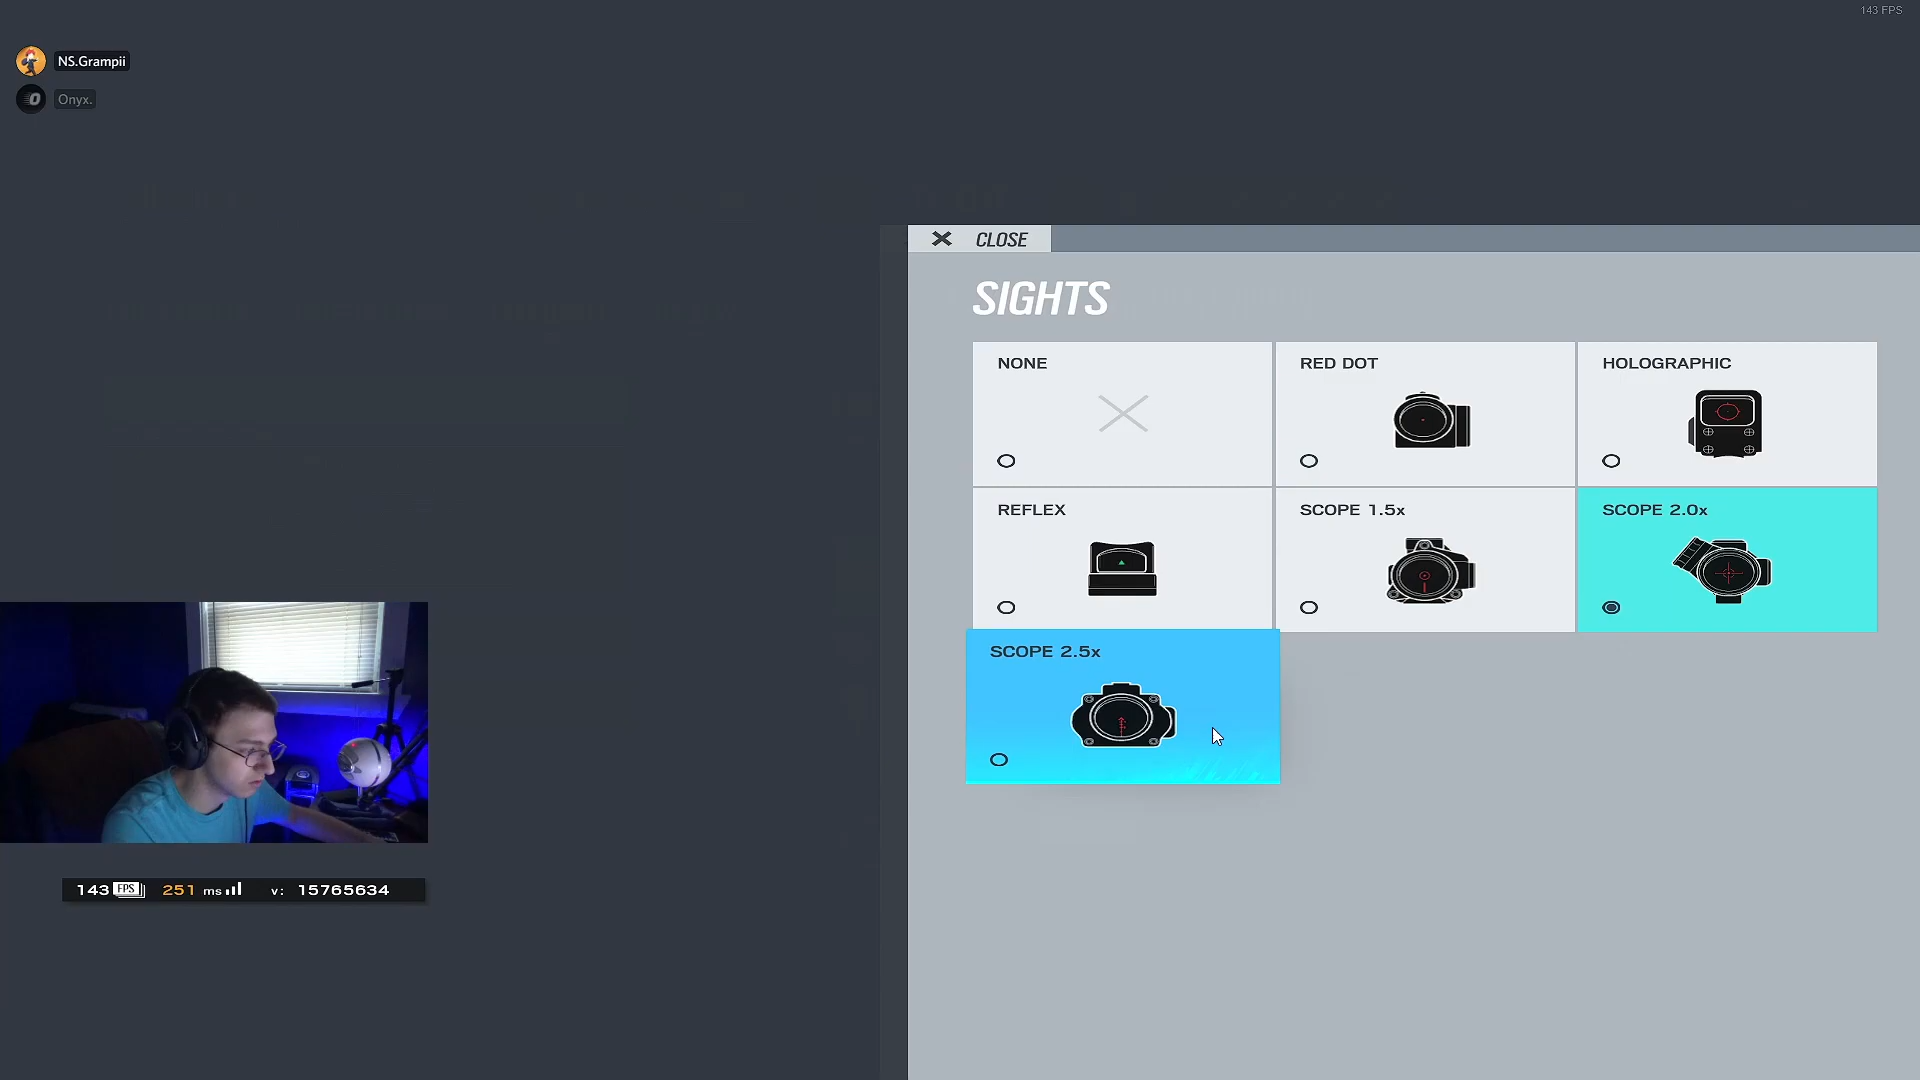 143 FPS
NS.Grampii
Onyx.
CLOSE
SIGHTS
NONE
RED DOT
HOLOGRAPHIC
REFLEX
SCOPE 1.5x
SCOPE 2.0x
SCOPE 2.5x
143 FPS 251 ms v: 15765634